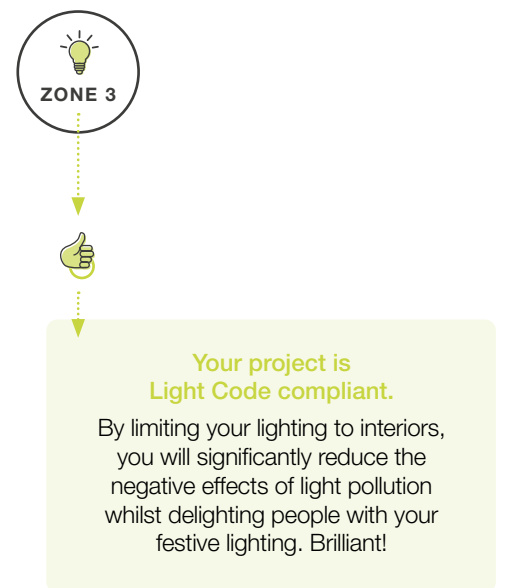 ZONE 3
Your project is
Light Code compliant.
By limiting your lighting to interiors,
you will significantly reduce the
negative effects of light pollution
whilst delighting people with your
festive lighting. Brilliant!